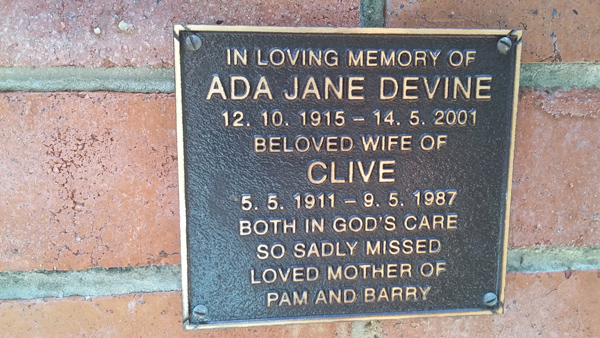 IN LOVING MEMORY OF
ADA JANE DEVINE
12. 10. 1915 – 14. 5. 2001
BELOVED WIFE OF
CLIVE
5. 5. 1911 – 9. 5. 1987
BOTH IN GOD'S CARE
SO SADLY MISSED
LOVED MOTHER OF
PAM AND BARRY